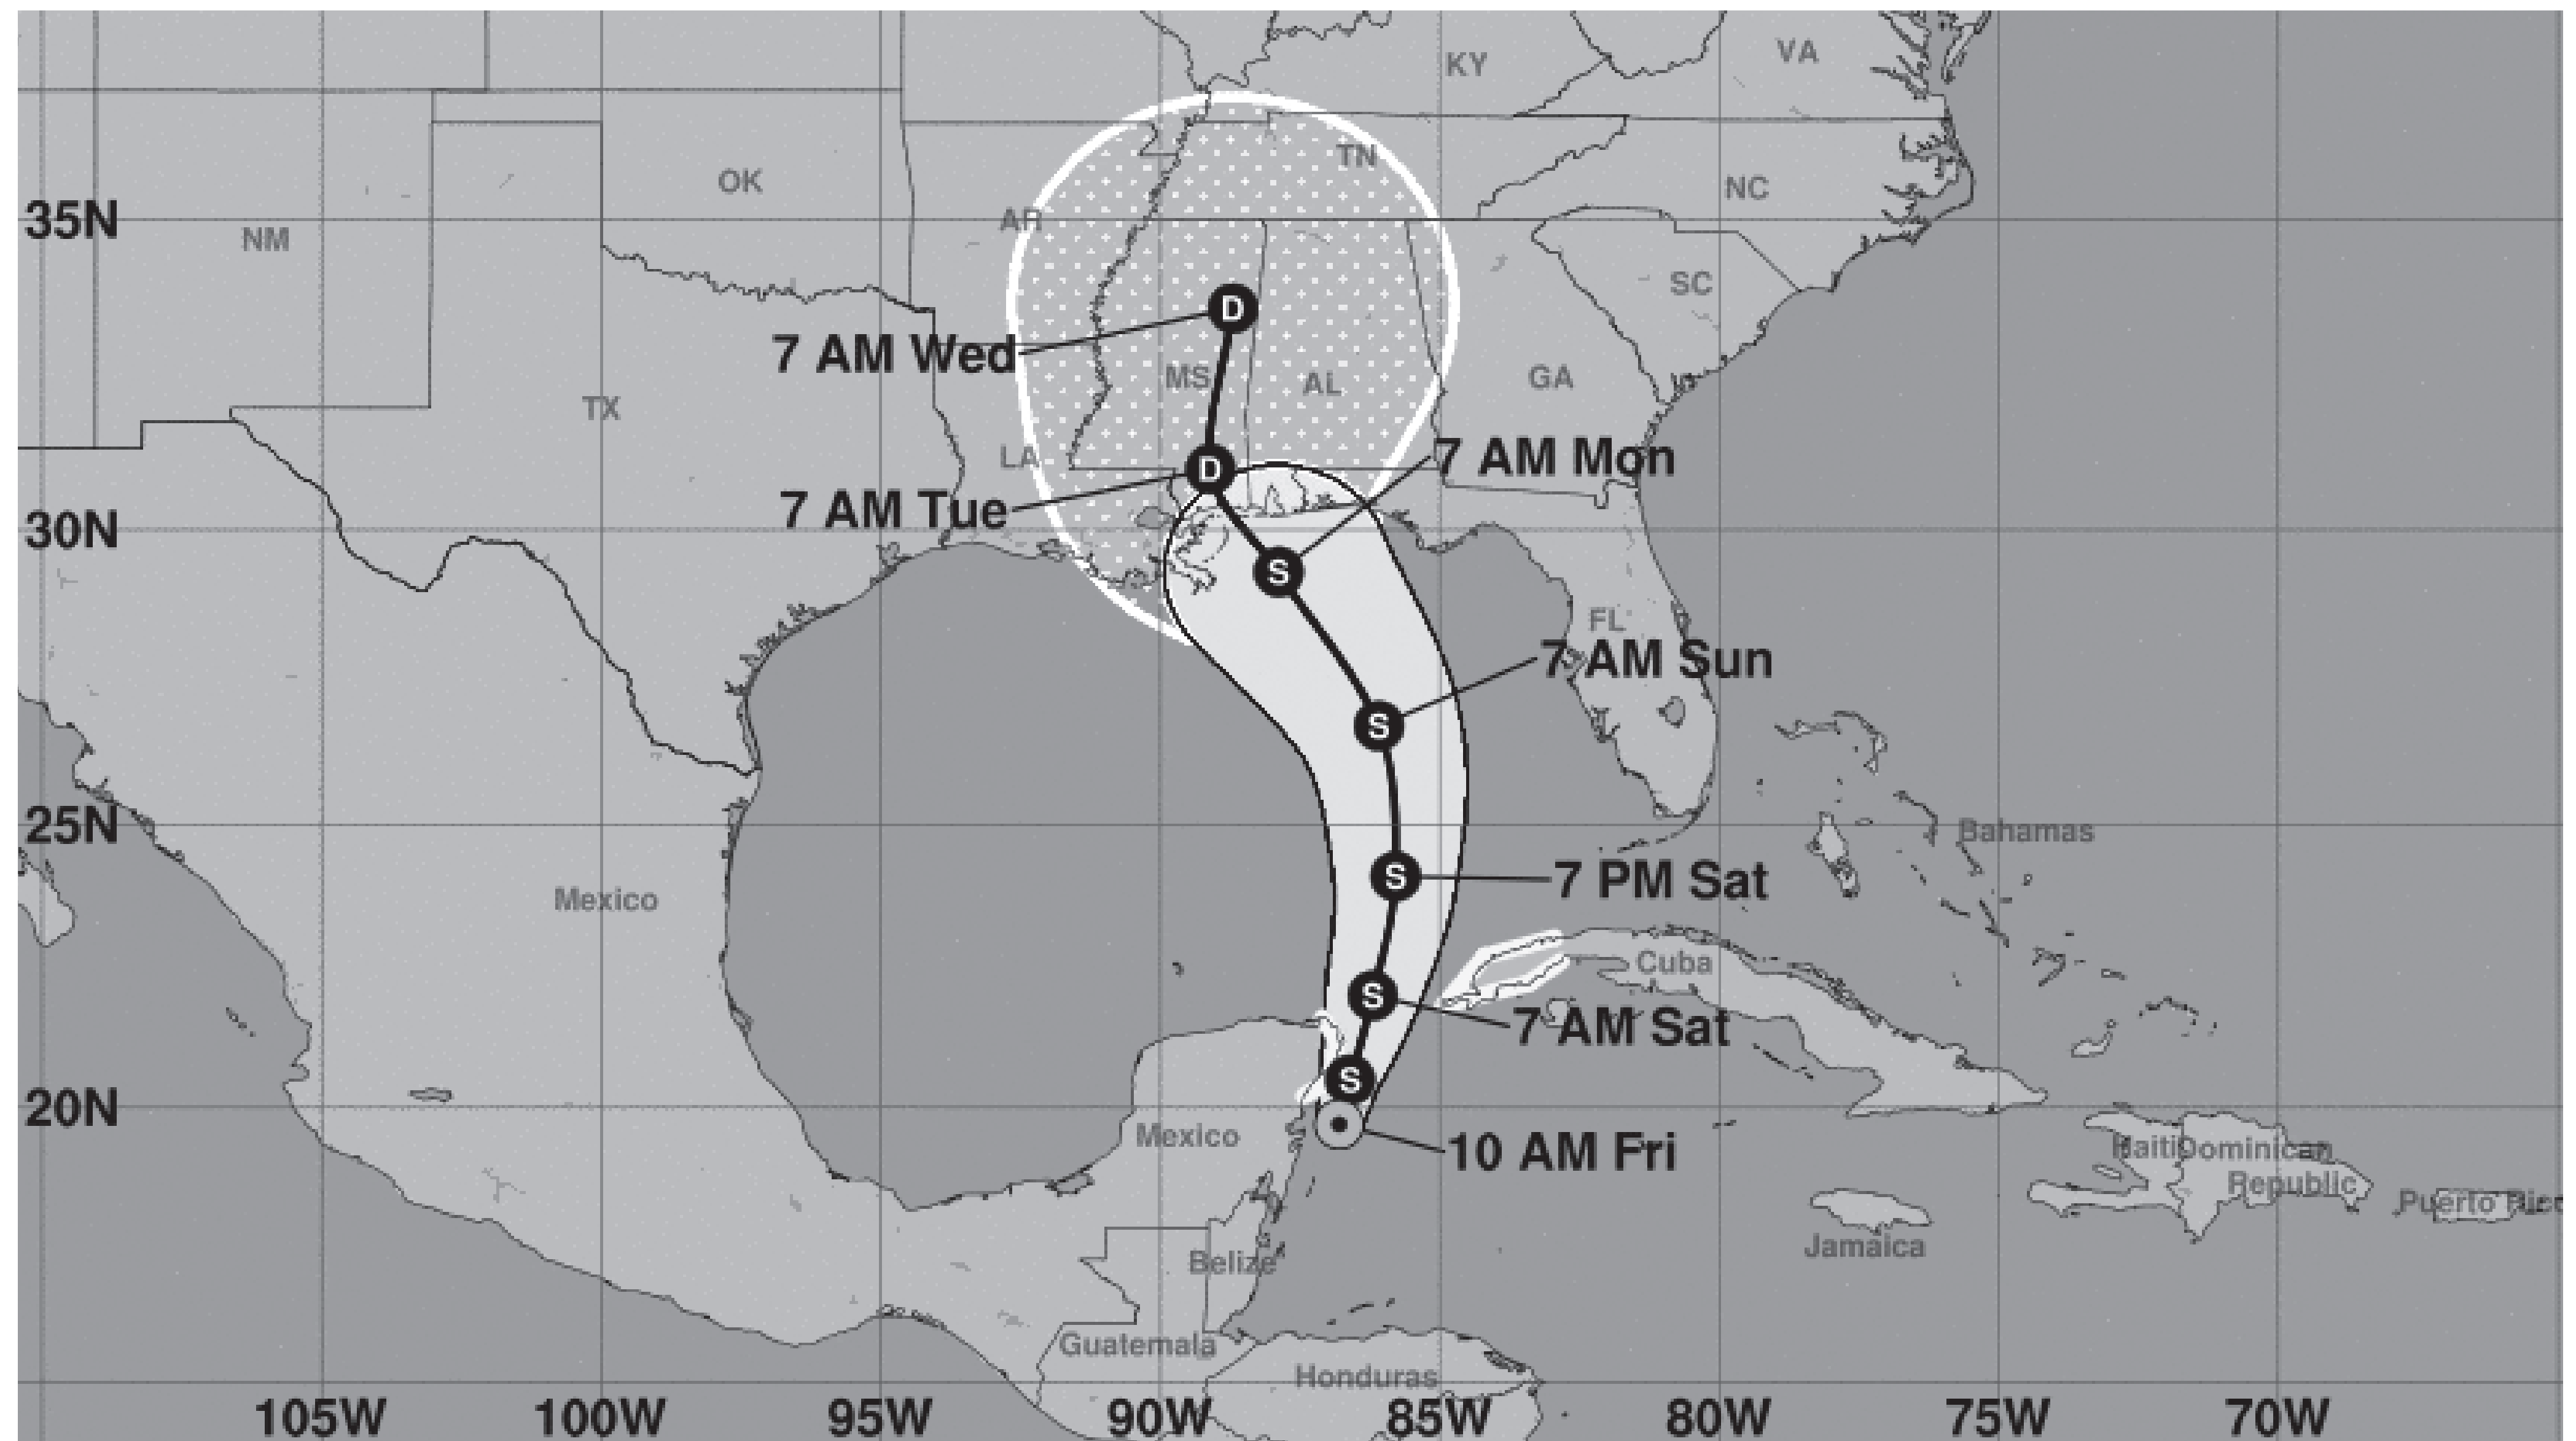 KY
VA
TN
OK
NC
AR
35N
NM
SC
D
7 AM Wed
MS
AL
GA
TX
7 AM Mon
LA
D
7 AM Tue
30N
S
FL
7 AM Sun
S
25N
Bahamas
7 PM Sat
S
Mexico
Cuba
S
7 AM Sat
S
20N
Mexico
10 AM Fri
Haiti
Dominican
Republic
Puerto Rico
Jamaica
Belize
Guatemala
Honduras
105W 100W 95W 90W 85W 80W 75W 70W